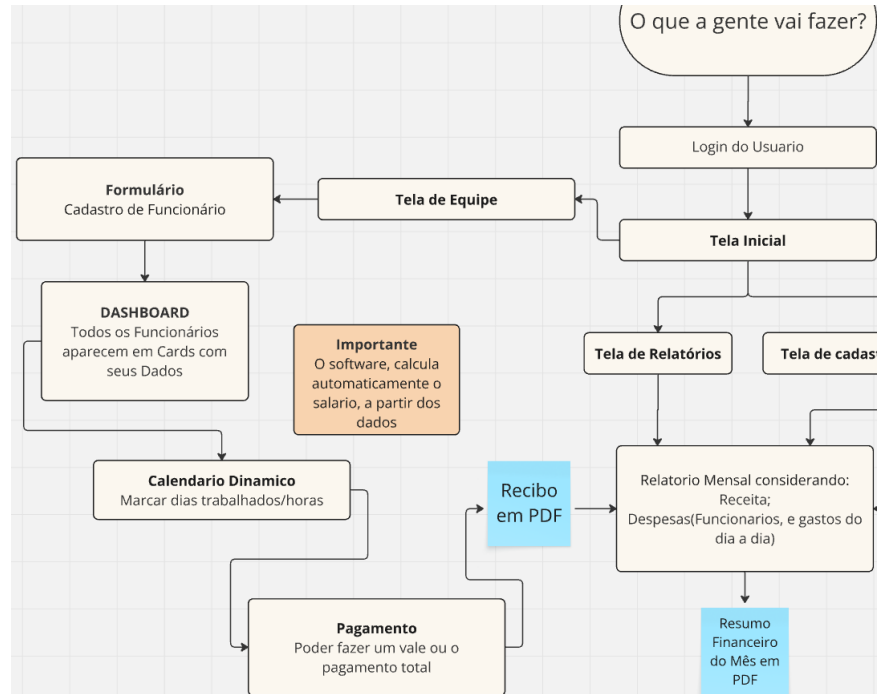 O que a gente vai fazer?
Login do Usuario
Formulário
Cadastro de Funcionário
Tela de Equipe
Tela Inicial
DASHBOARD
Todos os Funcionários
aparecem em Cards com
seus Dados
Importante
O software, calcula
automaticamente o
salario, a partir dos
dados
Tela de Relatórios
Tela de cadas
Calendario Dinamico
Marcar dias trabalhados/horas
Recibo
em PDF
Relatorio Mensal considerando:
Receita;
Despesas(Funcionarios, e gastos do
dia a dia)
Pagamento
Poder fazer um vale ou o
pagamento total
Resumo
Financeiro
do Mês em
PDF